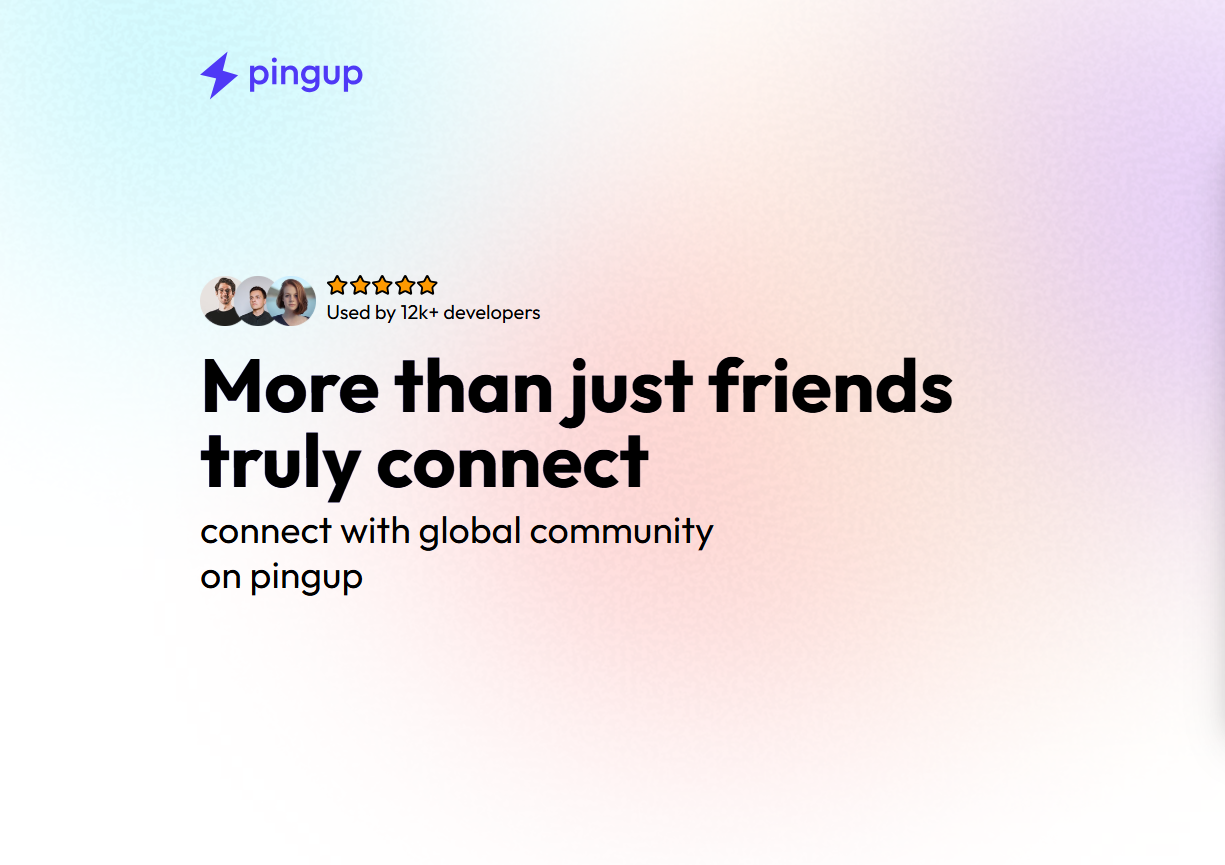 pingup
Used by 12k+ developers
More than just friends
truly connect
connect with global community
on pingup